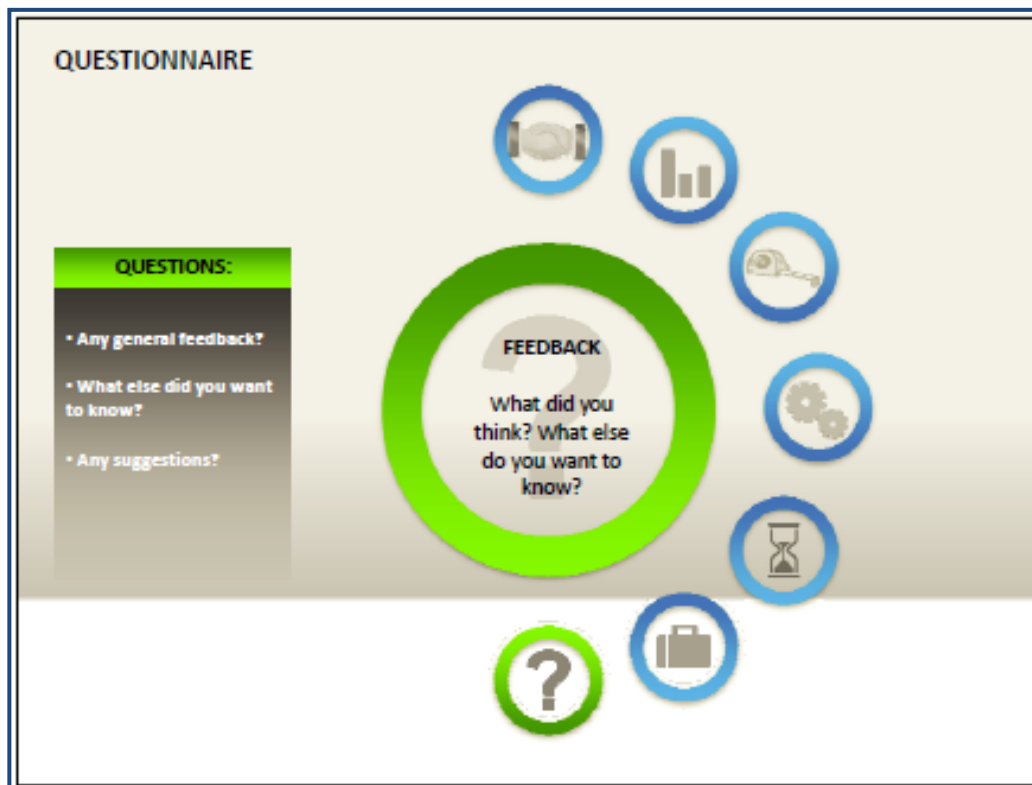 QUESTIONNAIRE
QUESTIONS:
• Any general feedback?
• What else did you want
to know?
• Any suggestions?
FEEDBACK
What did you
think? What else
do you want to
know?